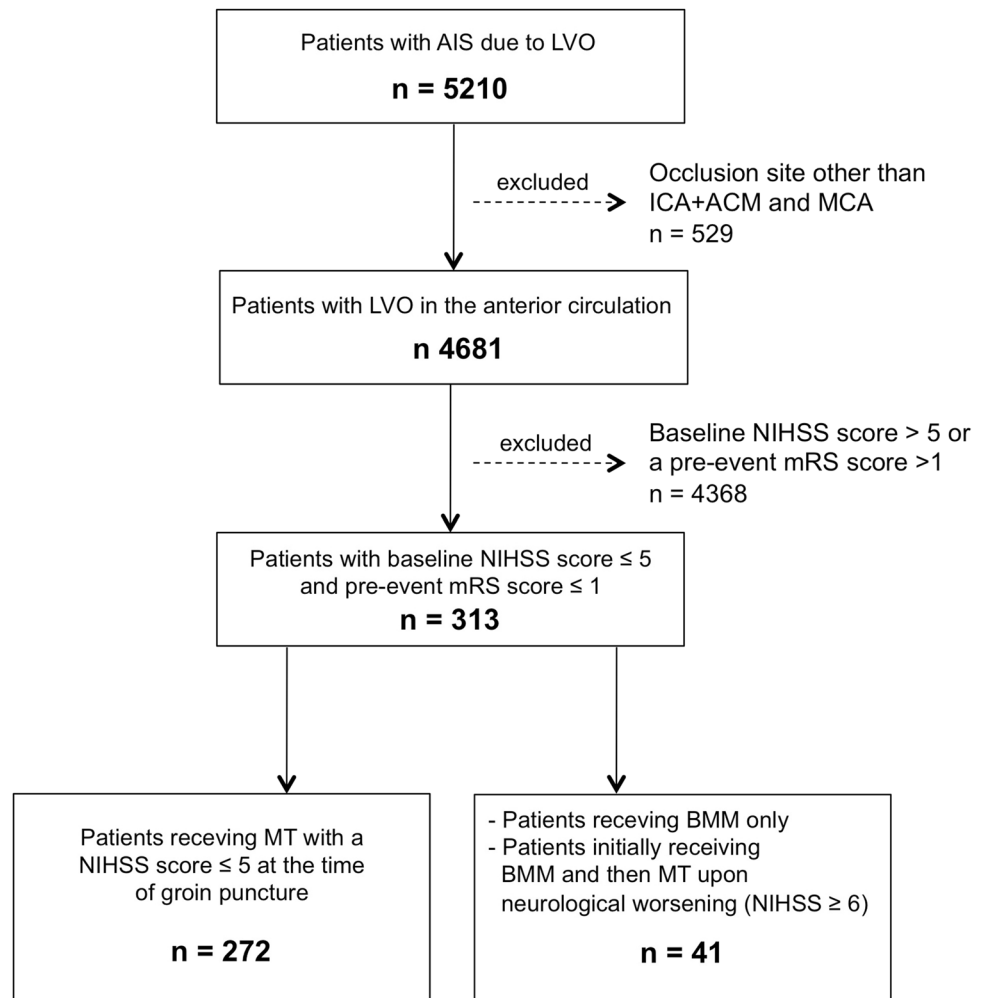 Patients with AIS due to LVO
n = 5210
excluded
Occlusion site other than
ICA+ACM and MCA
n = 529
Patients with LVO in the anterior circulation
n 4681
excluded
Baseline NIHSS score > 5 or
a pre-event mRS score >1
n = 4368
Patients with baseline NIHSS score ≤ 5
and pre-event mRS score ≤ 1
n = 313
Patients receving MT with a
NIHSS score ≤ 5 at the time
of groin puncture
n = 272
- Patients receving BMM only
- Patients initially receiving
BMM and then MT upon
neurological worsening (NIHSS ≥ 6)
n = 41